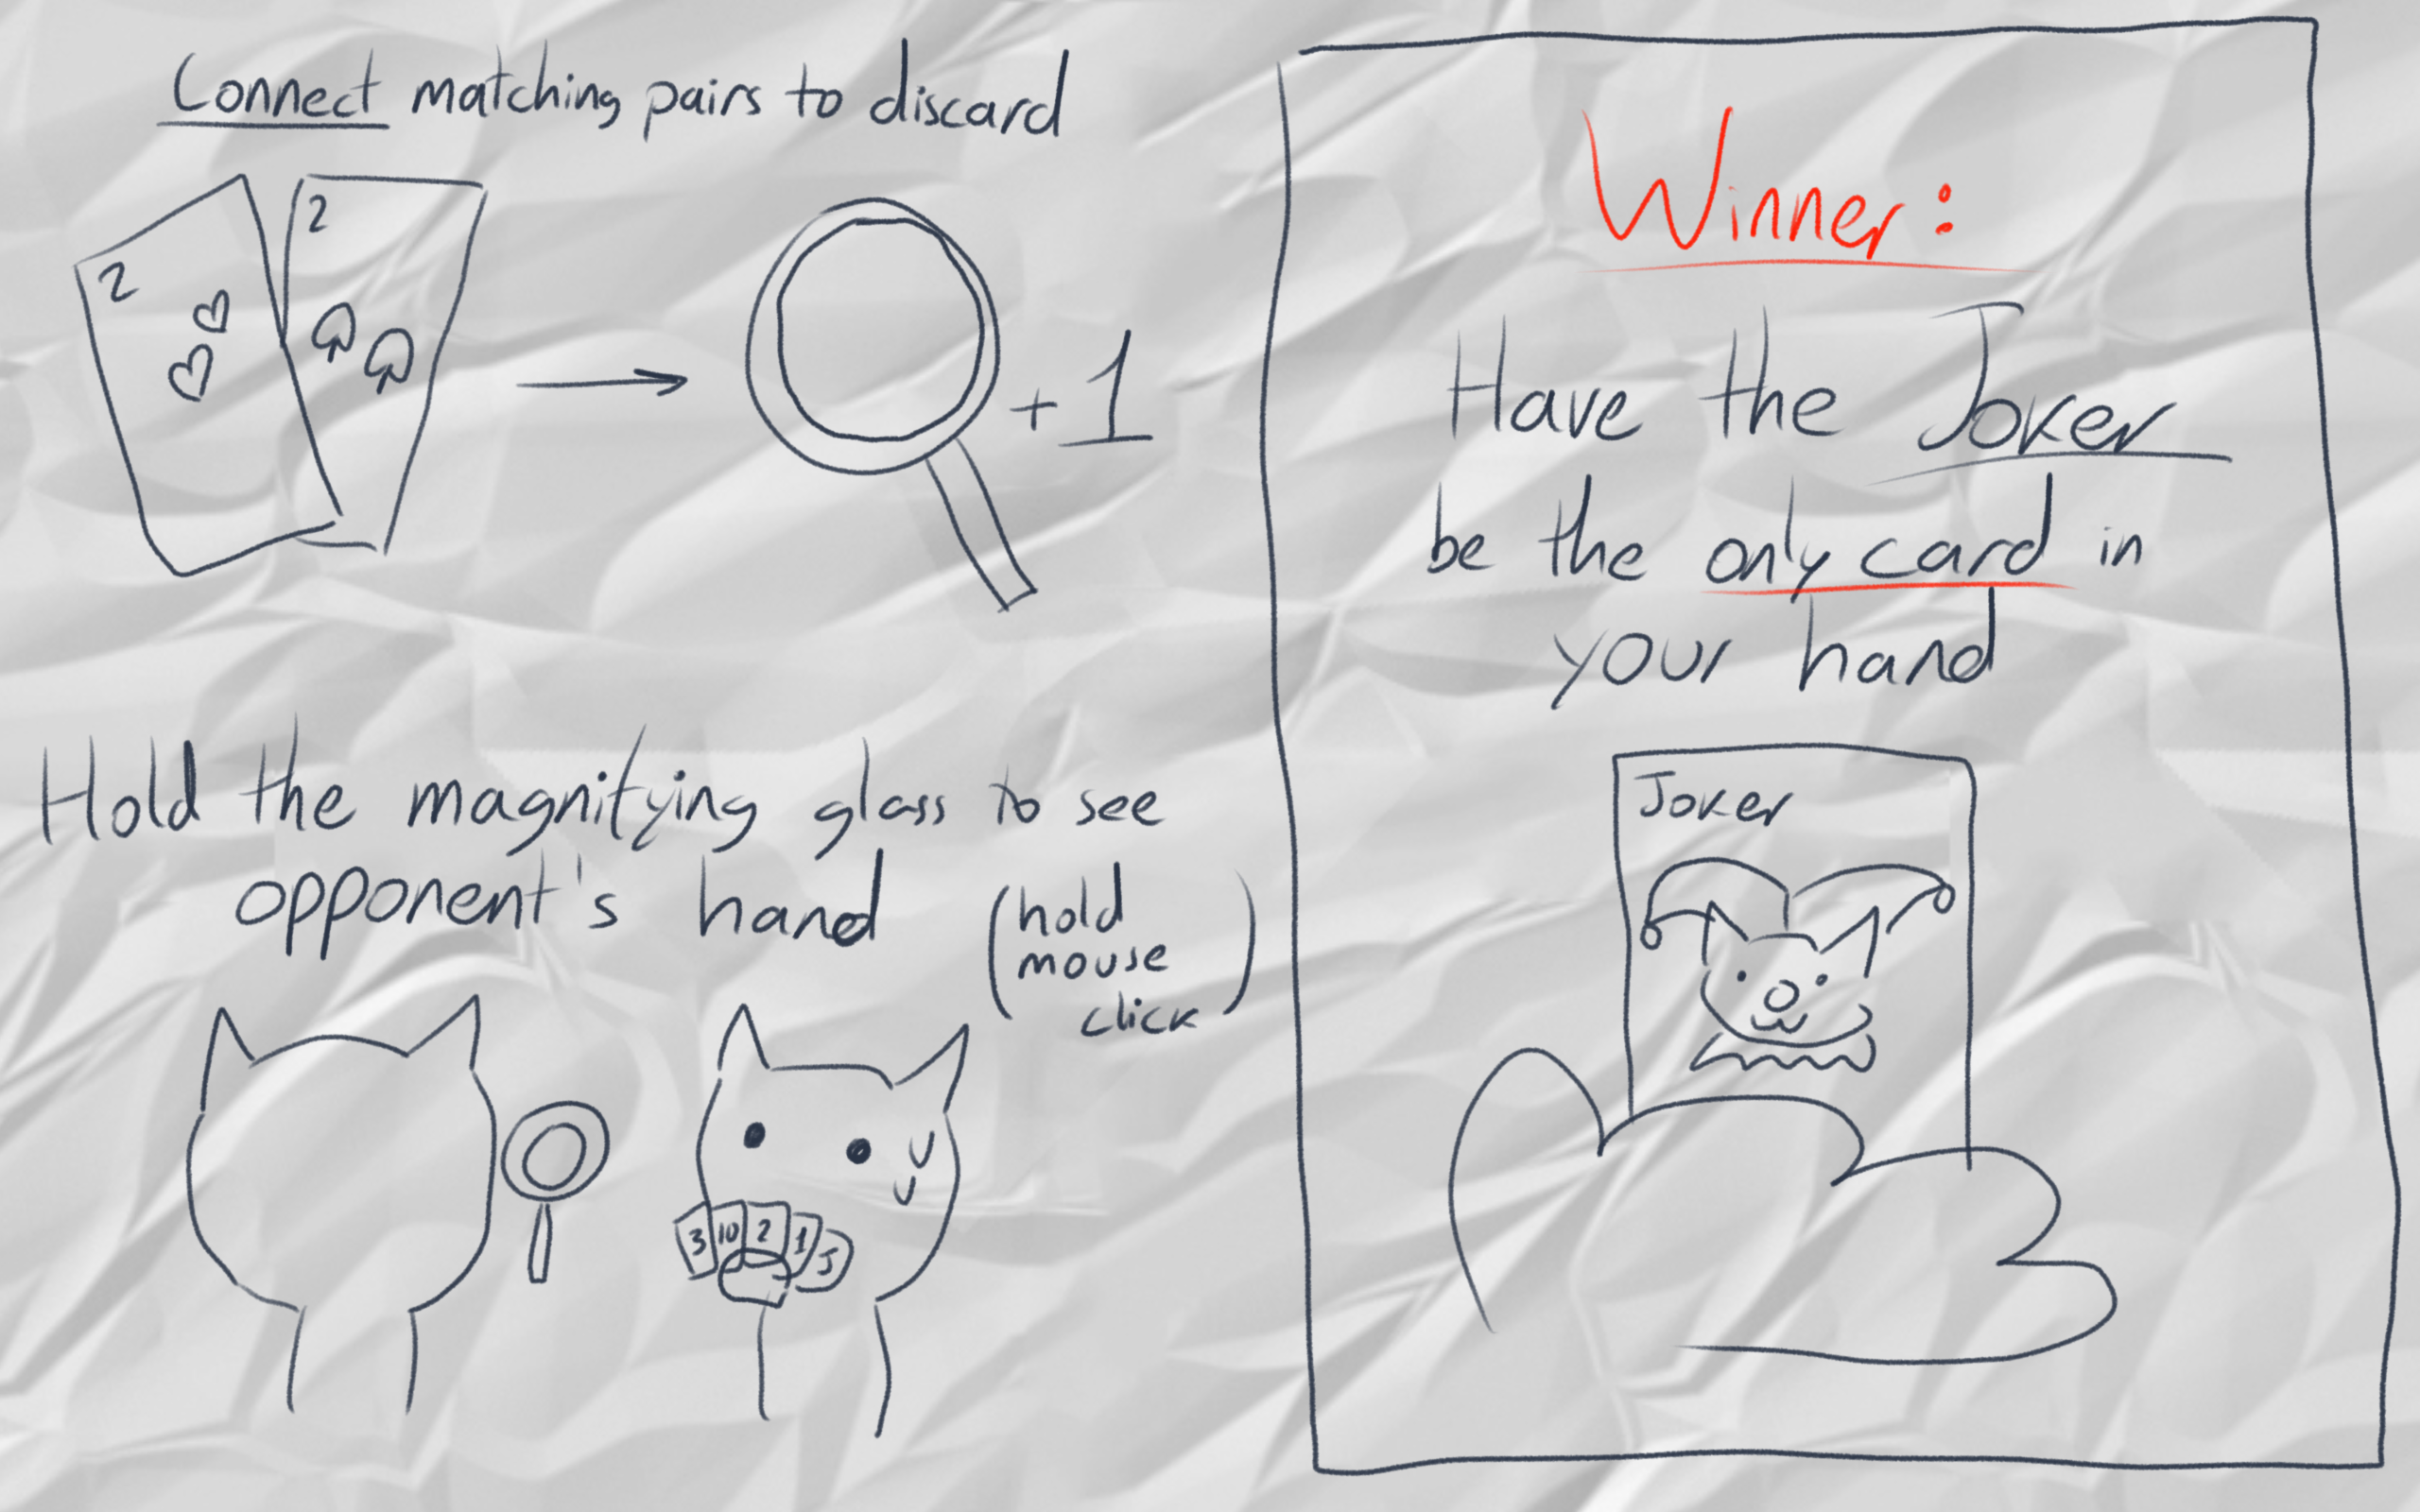 Connect matching pairs to discard
2
2
+1
Hold the magnifying glass to see
opponent's hand
(hold
mouse
click)
3 10 2 1 J
Winner:
Have the Joker
be the only card in
your hand
Joker